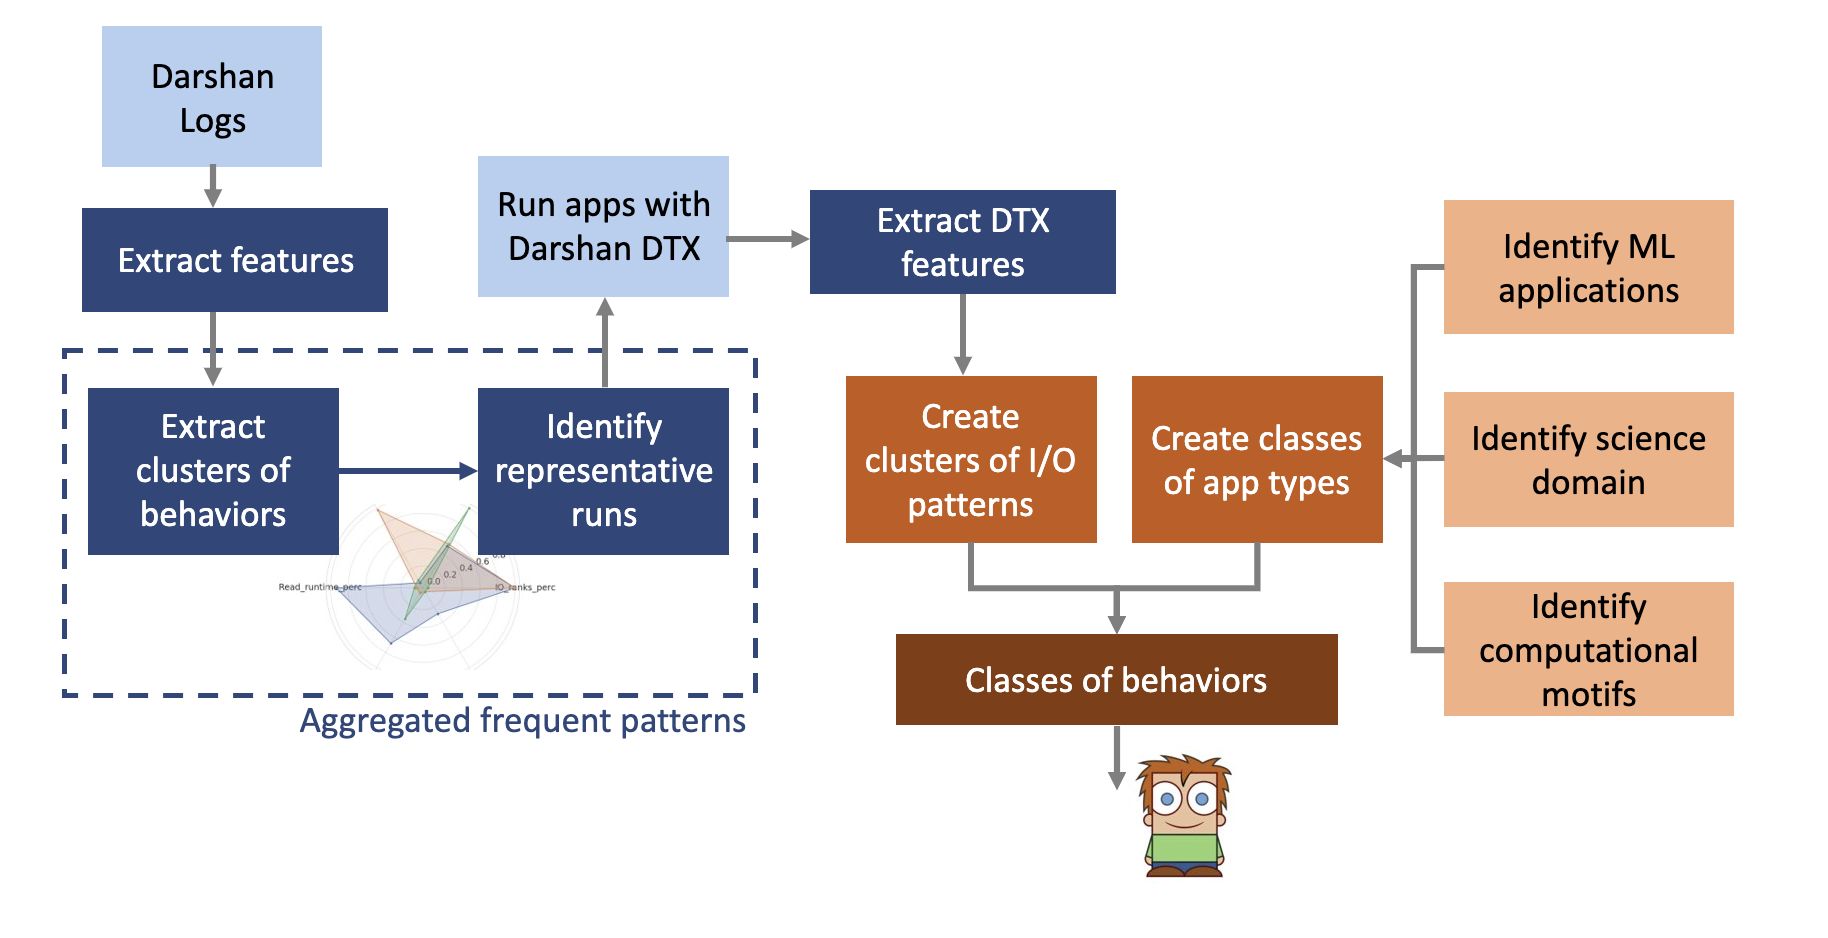 Darshan
Logs
Extract features
Extract
clusters of
behaviors
Identify
representative
runs
Read_runtime_perc
0.0
0.2
0.4
0.6
0.8
IO_ranks_perc
Aggregated frequent patterns
Run apps with
Darshan DTX
Extract DTX
features
Create
clusters of I/O
patterns
Create classes
of app types
Identify ML
applications
Identify science
domain
Identify
computational
motifs
Classes of behaviors